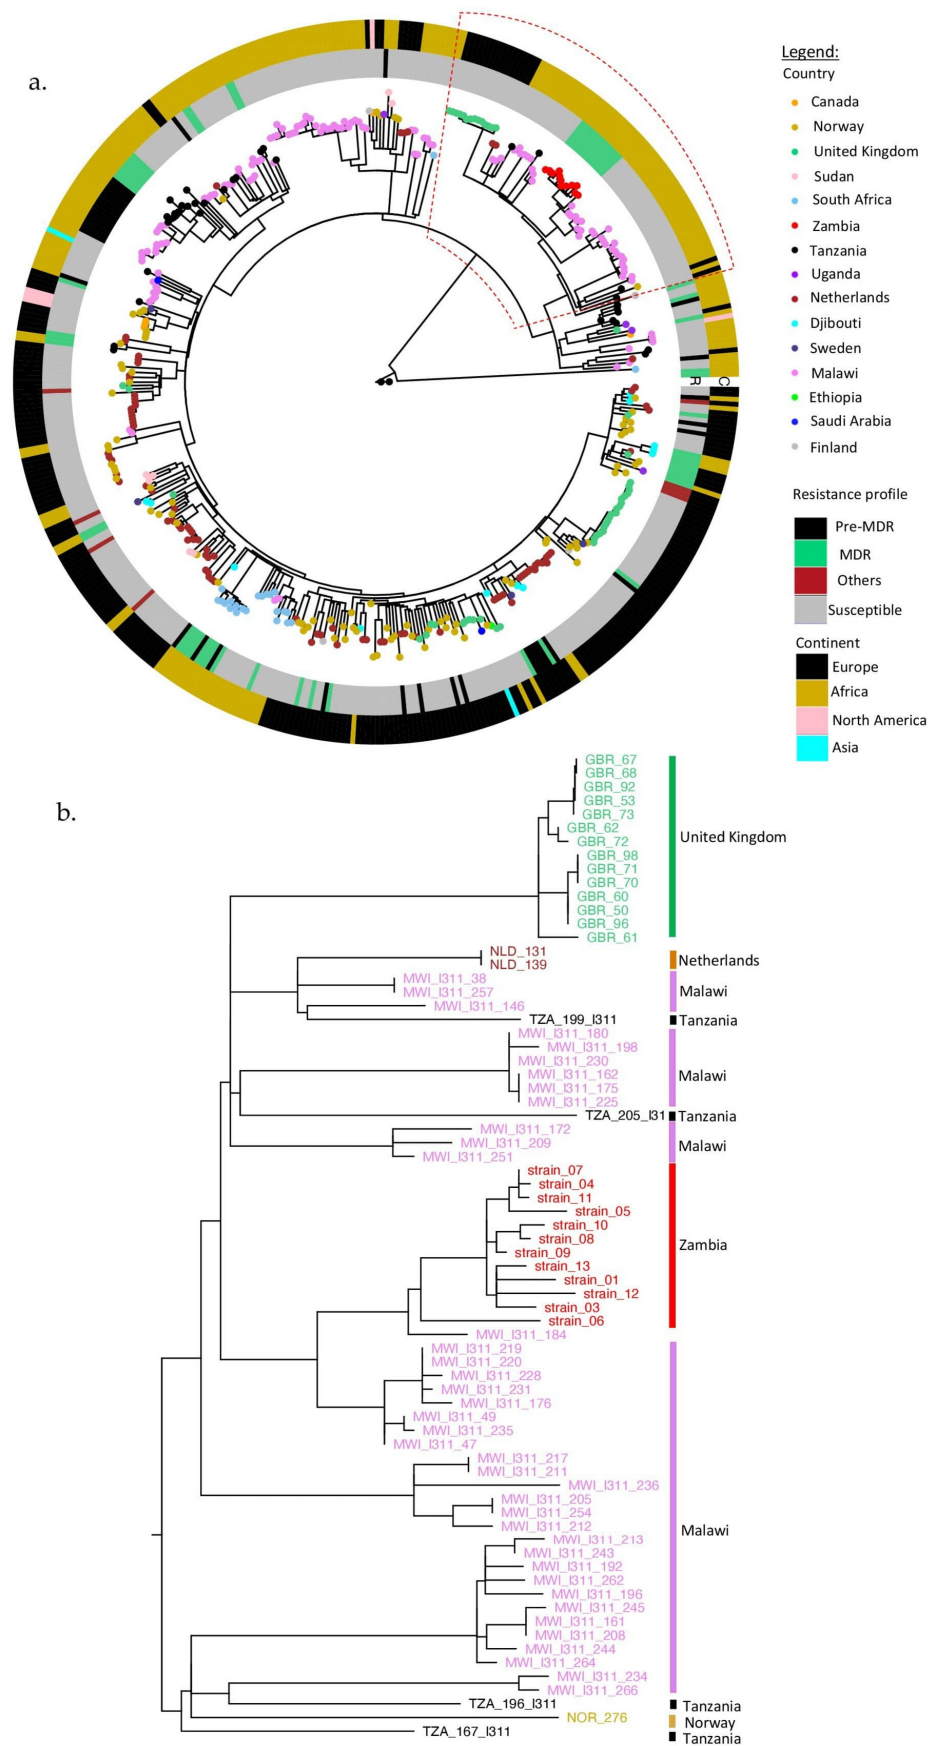 a.
Legend:
Country
Canada
Norway
United Kingdom
Sudan
South Africa
Zambia
Tanzania
Uganda
Netherlands
Djibouti
Sweden
Malawi
Ethiopia
Saudi Arabia
Finland
R
C
Resistance profile
Pre-MDR
MDR
Others
Susceptible
Continent
Europe
Africa
North America
Asia
b.
GBR_67
GBR_68
GBR_92
GBR_53
GBR_73
GBR_62
GBR_72
GBR_98
GBR_71
GBR_70
GBR_60
GBR_50
GBR_96
GBR_61
United Kingdom
NLD_131
NLD_139
Netherlands
MWI_I311_38
MWI_I311_257
MWI_I311_146
Malawi
TZA_199_I311
Tanzania
MWI_I311_180
MWI_I311_198
MWI_I311_230
MWI_I311_162
MWI_I311_175
MWI_I311_225
Malawi
TZA_205_I31
Tanzania
MWI_I311_172
MWI_I311_209
MWI_I311_251
Malawi
strain_07
strain_04
strain_11
strain_05
strain_10
strain_08
strain_09
strain_13
strain_01
strain_12
strain_03
strain_06
Zambia
MWI_I311_184
MWI_I311_219
MWI_I311_220
MWI_I311_228
MWI_I311_231
MWI_I311_176
MWI_I311_49
MWI_I311_235
MWI_I311_47
MWI_I311_217
MWI_I311_211
MWI_I311_236
MWI_I311_205
MWI_I311_254
MWI_I311_212
MWI_I311_213
MWI_I311_243
MWI_I311_192
MWI_I311_262
MWI_I311_196
MWI_I311_245
MWI_I311_161
MWI_I311_208
MWI_I311_244
MWI_I311_264
MWI_I311_234
MWI_I311_266
Malawi
TZA_196_I311
Tanzania
NOR_276
Norway
TZA_167_I311
Tanzania